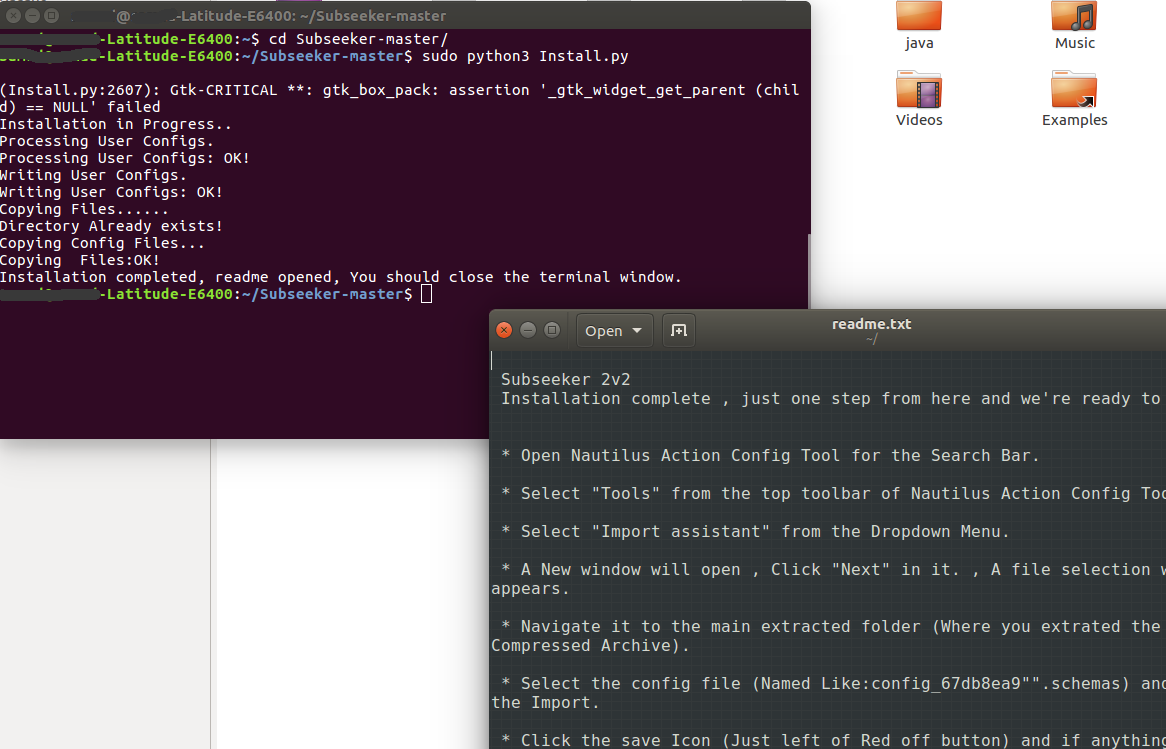 @ -Latitude-E6400: ~/Subseeker-master
-Latitude-E6400:~$ cd Subseeker-master/
-Latitude-E6400:~/Subseeker-master$ sudo python3 Install.py
(Install.py:2607): Gtk-CRITICAL **: gtk_box_pack: assertion '_gtk_widget_get_parent (chil
d) == NULL' failed
Installation in Progress..
Processing User Configs.
Processing User Configs: OK!
Writing User Configs.
Writing User Configs: OK!
Copying Files......
Directory Already exists!
Copying Config Files...
Copying  Files:OK!
Installation completed, readme opened, You should close the terminal window.
-Latitude-E6400:~/Subseeker-master$
java
Music
Videos
Examples
Open
readme.txt
~/
Subseeker 2v2
Installation complete , just one step from here and we're ready to
* Open Nautilus Action Config Tool for the Search Bar.
* Select "Tools" from the top toolbar of Nautilus Action Config Too
* Select "Import assistant" from the Dropdown Menu.
* A New window will open , Click "Next" in it. , A file selection w
appears.
* Navigate it to the main extracted folder (Where you extrated the
Compressed Archive).
* Select the config file (Named Like:config_67db8ea9"".schemas) and
the Import.
* Click the save Icon (Just left of Red off button) and if anything